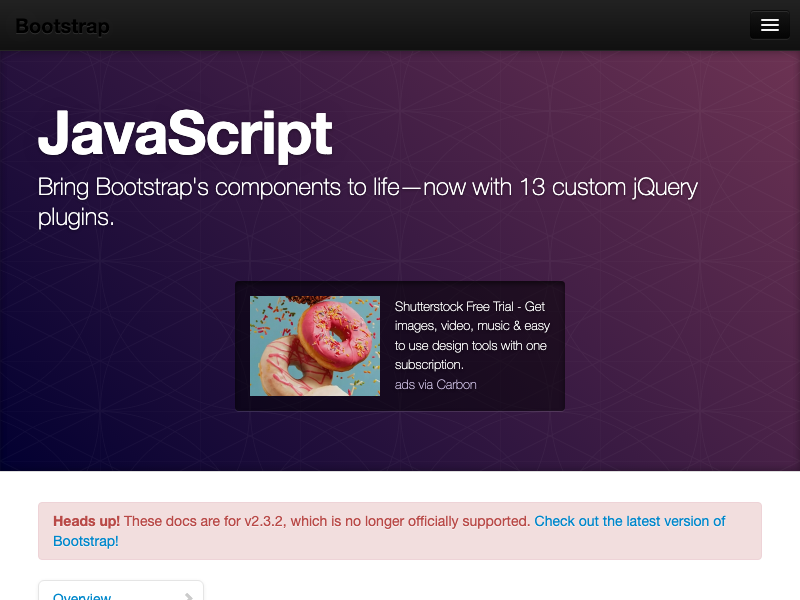 Bootstrap
JavaScript
Bring Bootstrap's components to life—now with 13 custom jQuery
plugins.
Shutterstock Free Trial - Get
images, video, music & easy
to use design tools with one
subscription.
ads via Carbon
Heads up! These docs are for v2.3.2, which is no longer officially supported. Check out the latest version of
Bootstrap!
Overview